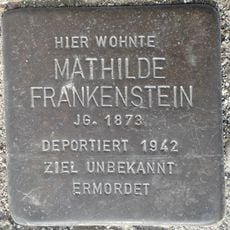 HIER WOHNTE
MATHILDE
FRANKENSTEIN
JG. 1873
DEPORTIERT 1942
ZIEL UNBEKANNT
ERMORDET